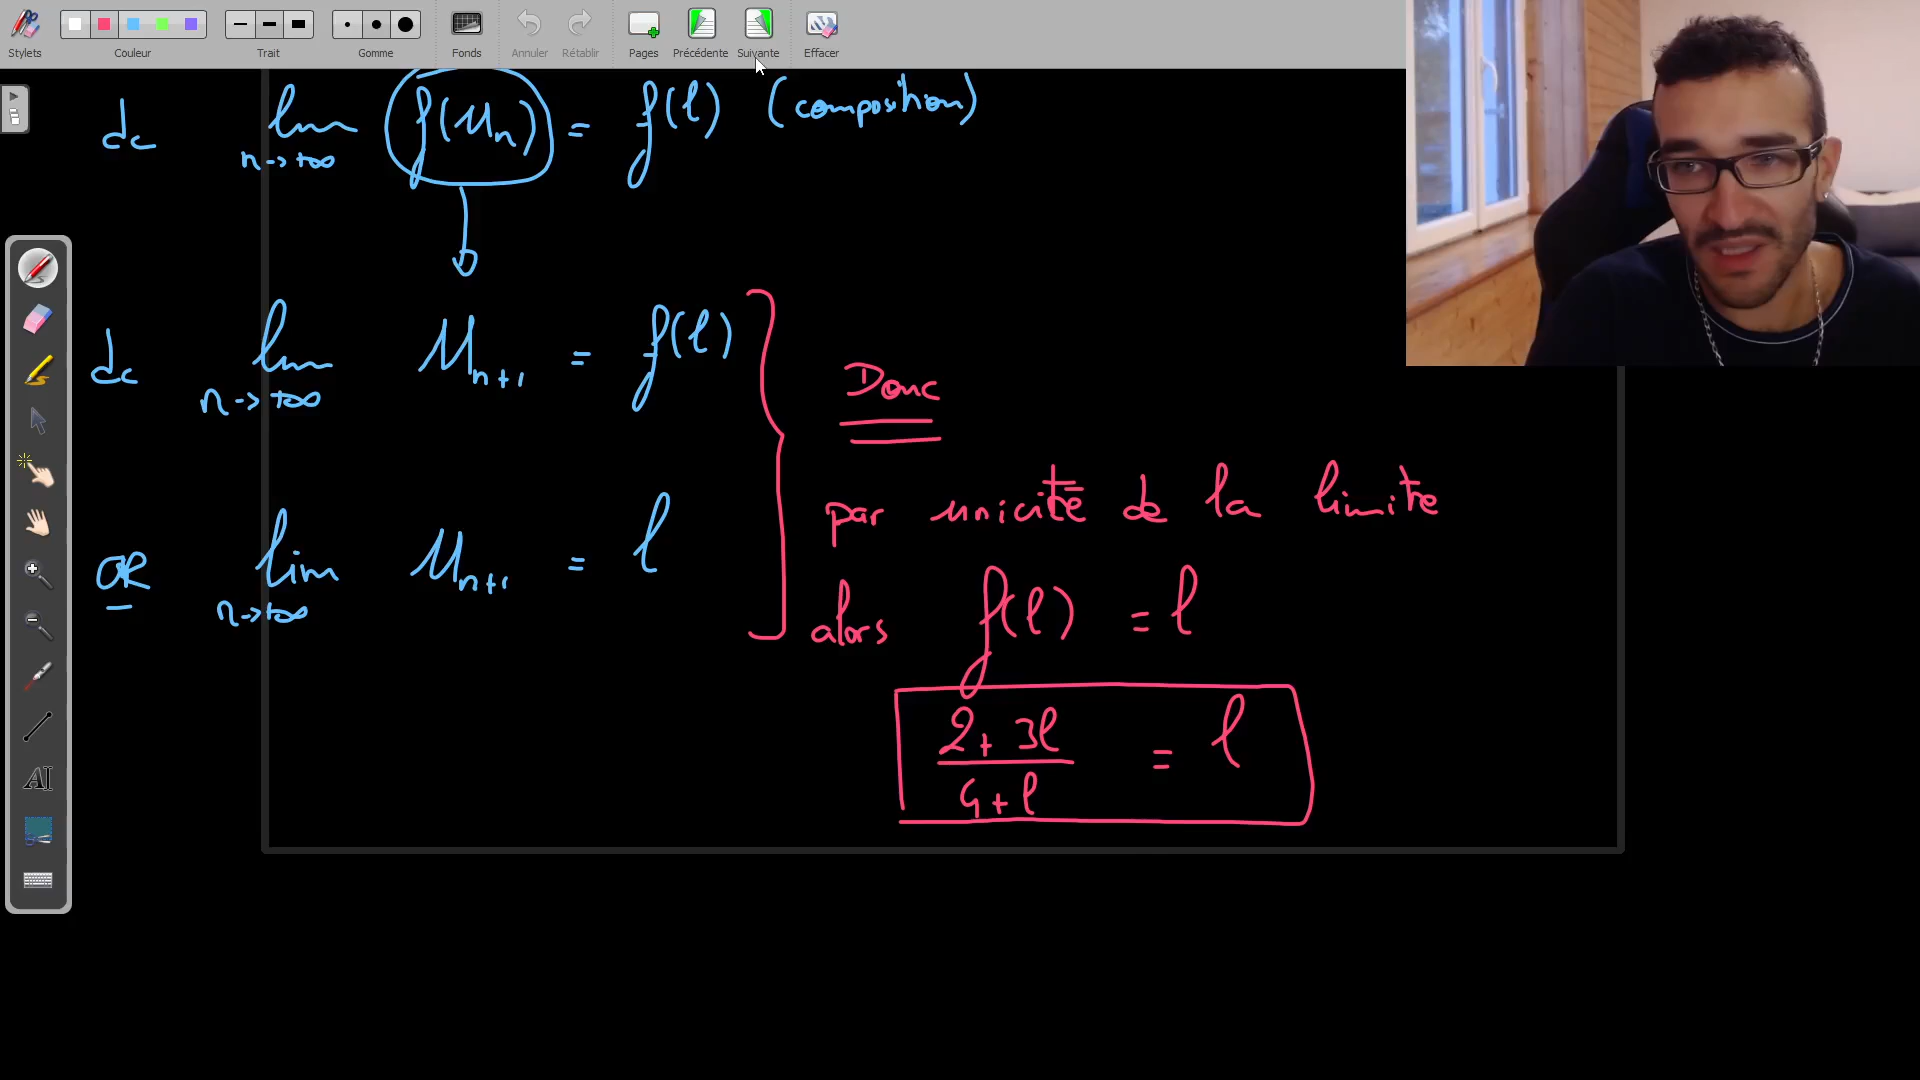 Stylets Couleur Trait Gomme Fonds Annuler Rétablir Pages Précédente Suivante Effacer
dc lim f(Un) = f(l) (composition)
n→+∞
dc lim Un+1 = f(l)
n→+∞
Donc
par unicité de la limite
OR lim Un+1 = l
n→+∞
alors f(l) = l
2+3l / 4+l = l
AI